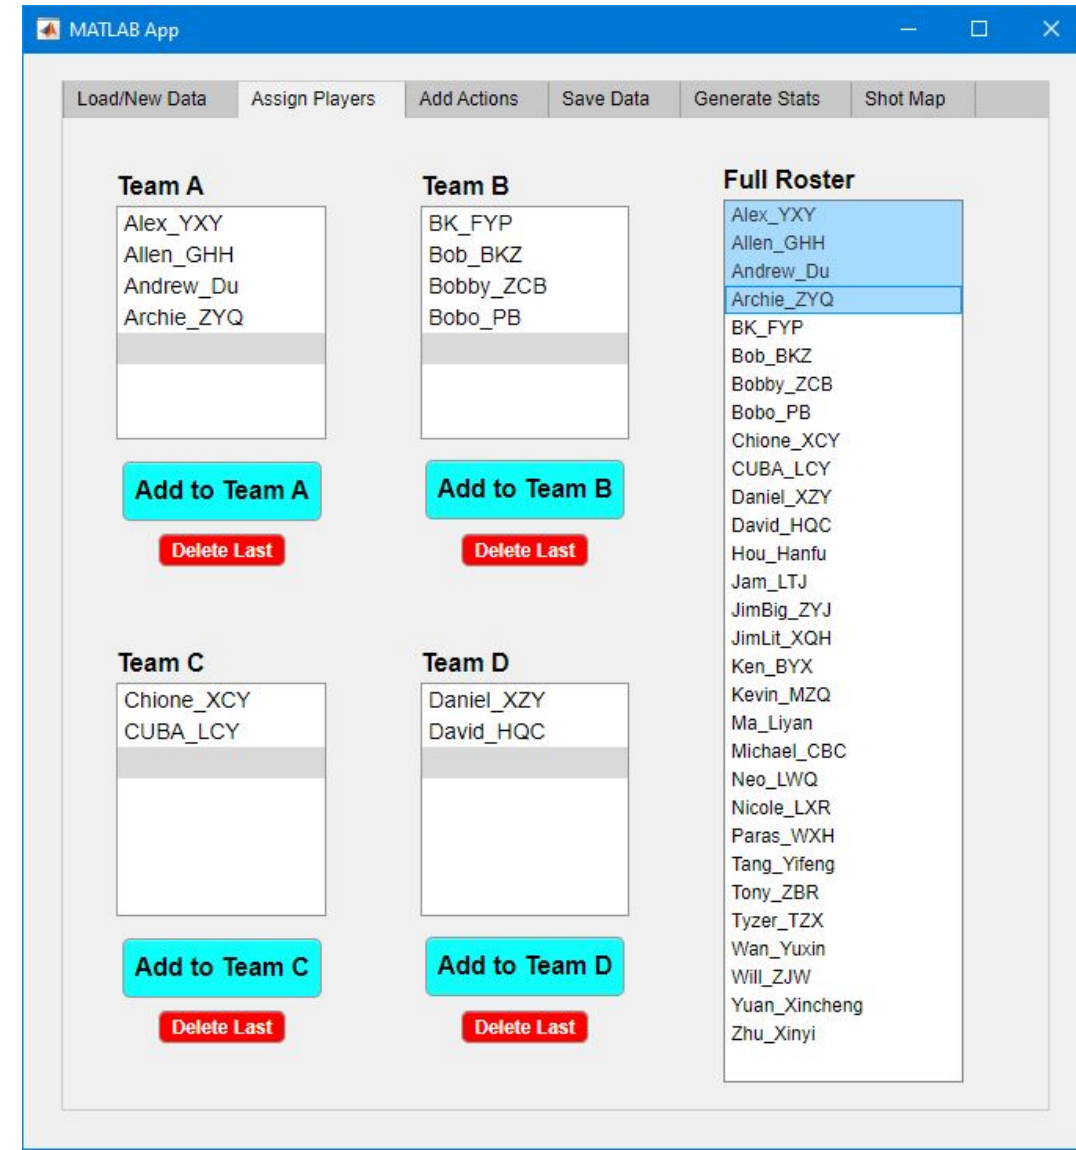 MATLAB App
Load/New Data Assign Players Add Actions Save Data Generate Stats Shot Map
Team A
Alex_YXY
Allen_GHH
Andrew_Du
Archie_ZYQ
Add to Team A
Delete Last
Team B
BK_FYP
Bob_BKZ
Bobby_ZCB
Bobo_PB
Add to Team B
Delete Last
Team C
Chione_XCY
CUBA_LCY
Add to Team C
Delete Last
Team D
Daniel_XZY
David_HQC
Add to Team D
Delete Last
Full Roster
Alex_YXY
Allen_GHH
Andrew_Du
Archie_ZYQ
BK_FYP
Bob_BKZ
Bobby_ZCB
Bobo_PB
Chione_XCY
CUBA_LCY
Daniel_XZY
David_HQC
Hou_Hanfu
Jam_LTJ
JimBig_ZYJ
JimLit_XQH
Ken_BYX
Kevin_MZQ
Ma_Liyan
Michael_CBC
Neo_LWQ
Nicole_LXR
Paras_WXH
Tang_Yifeng
Tony_ZBR
Tyzer_TZX
Wan_Yuxin
Will_ZJW
Yuan_Xincheng
Zhu_Xinyi